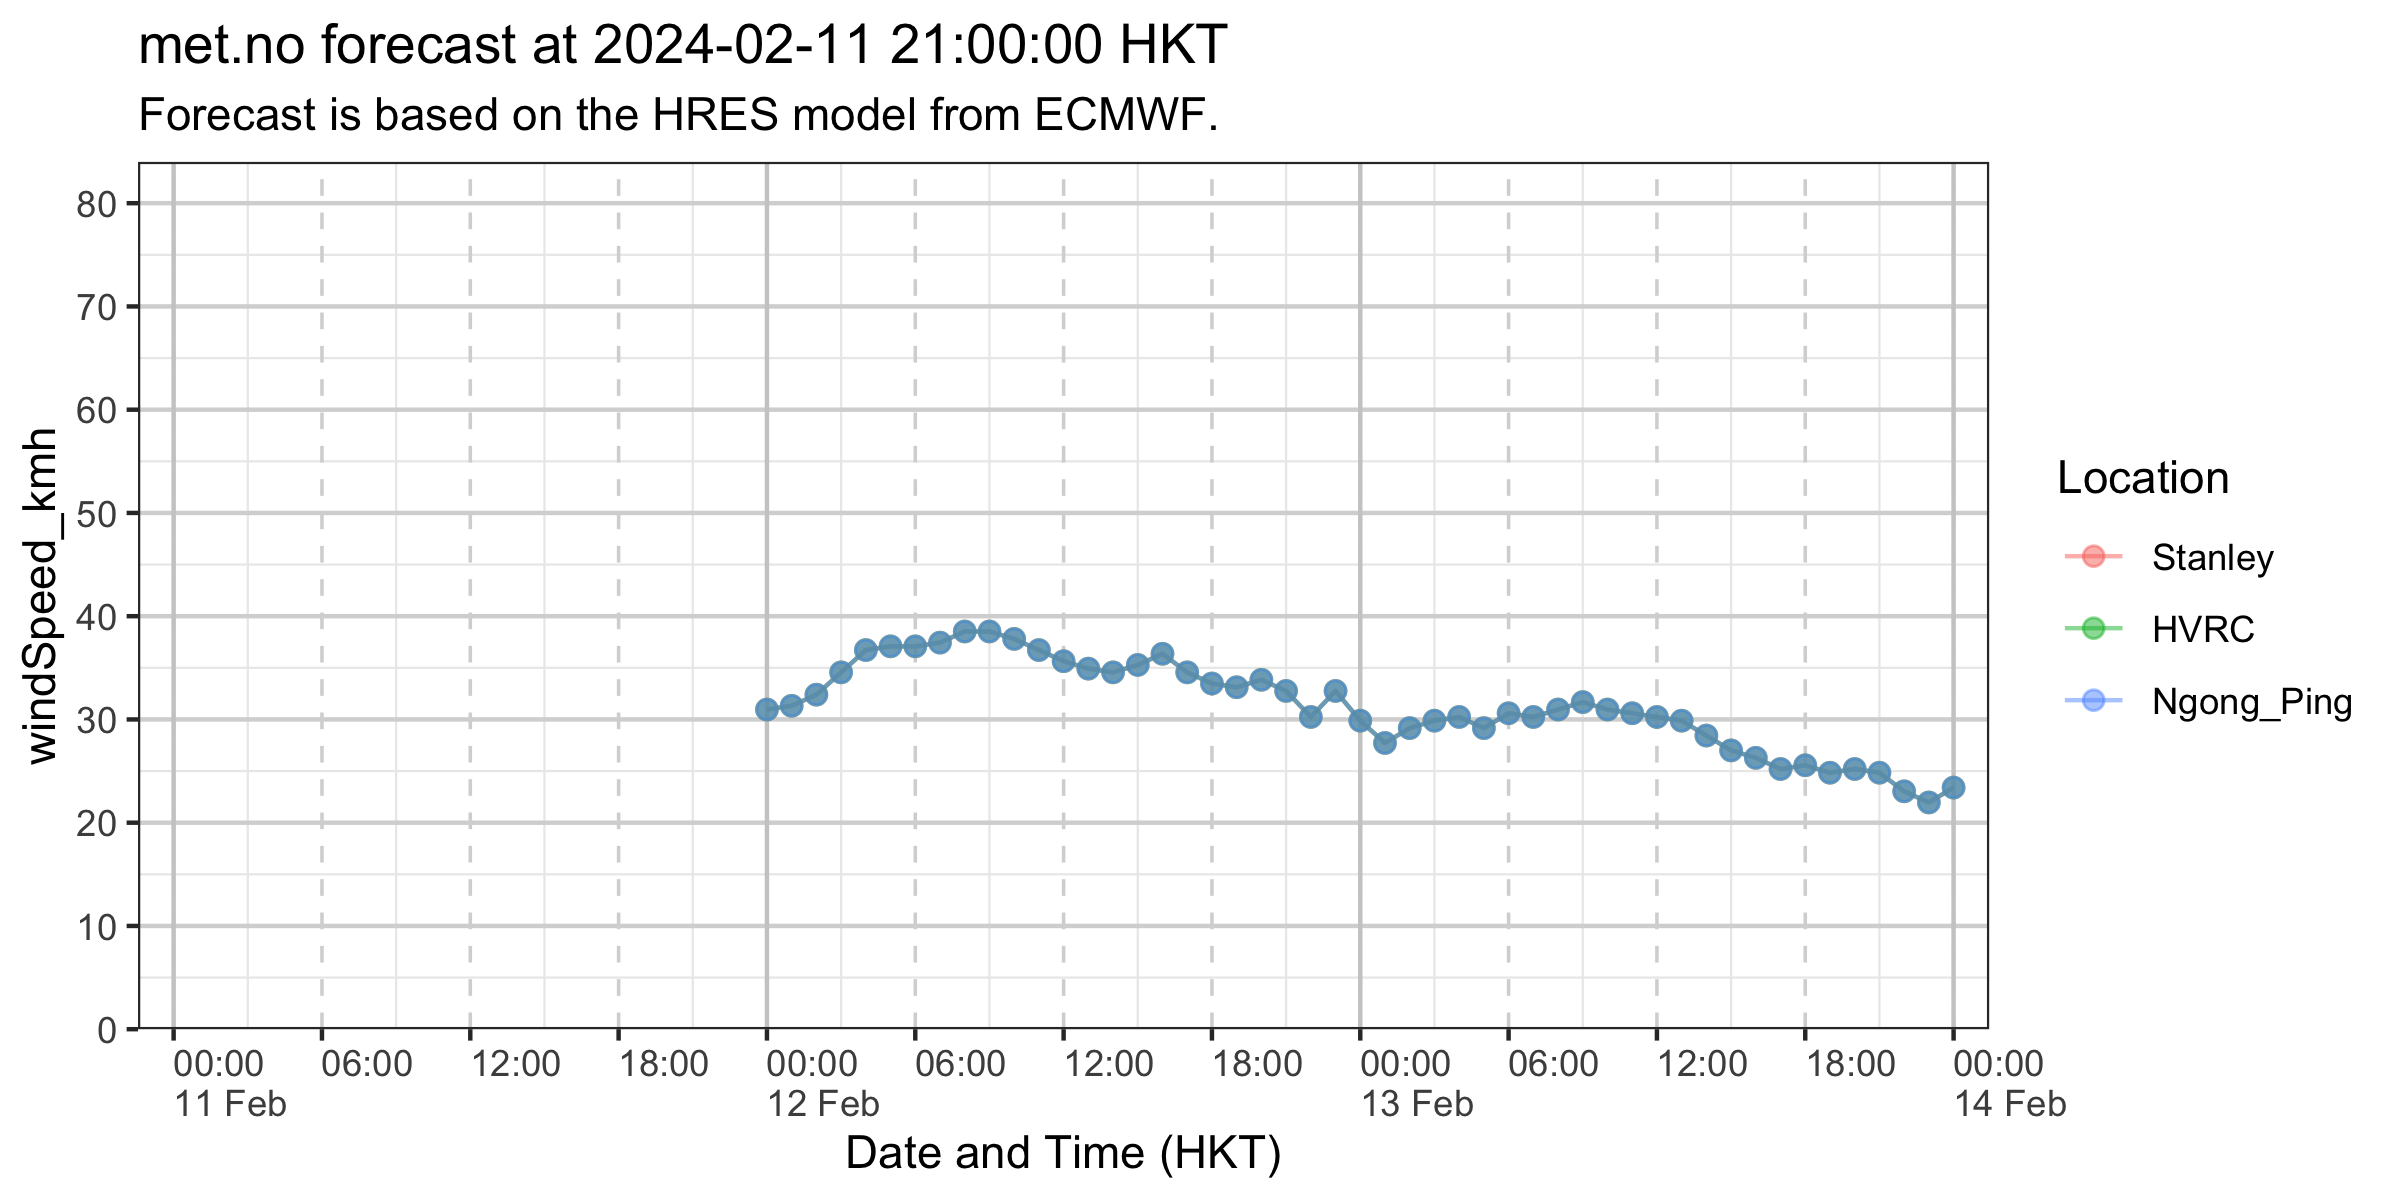 met.no forecast at 2024-02-11 21:00:00 HKT
Forecast is based on the HRES model from ECMWF.
windSpeed_kmh
80
70
60
50
40
30
20
10
0
00:00 06:00 12:00 18:00 00:00 06:00 12:00 18:00 00:00 06:00 12:00 18:00 00:00
11 Feb 12 Feb 13 Feb 14 Feb
Date and Time (HKT)
Location
Stanley
HVRC
Ngong_Ping